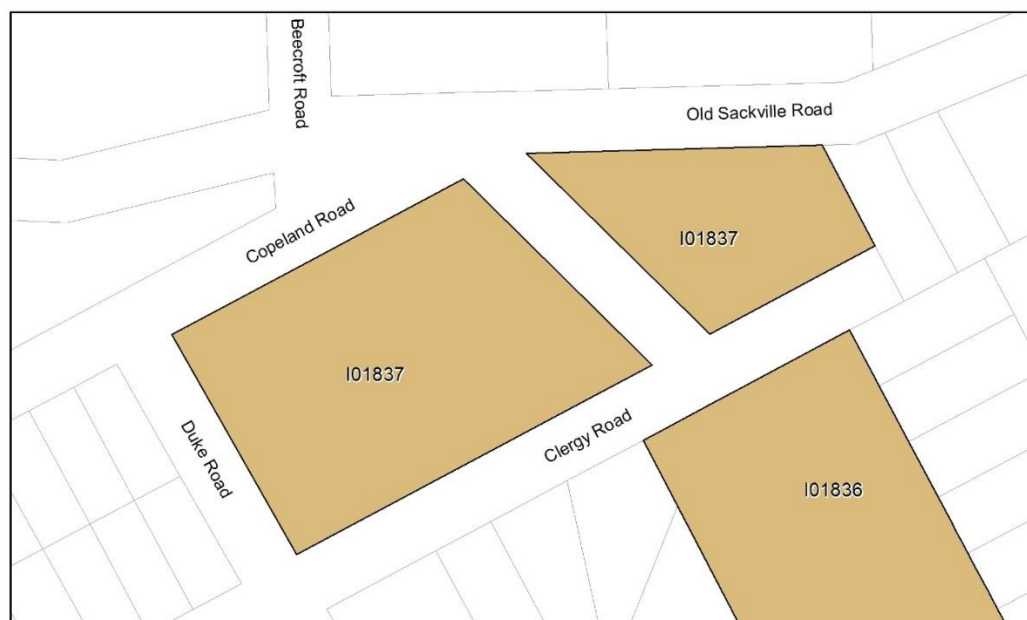 Beecroft Road
Old Sackville Road
Copeland Road
I01837
I01837
Duke Road
Clergy Road
I01836